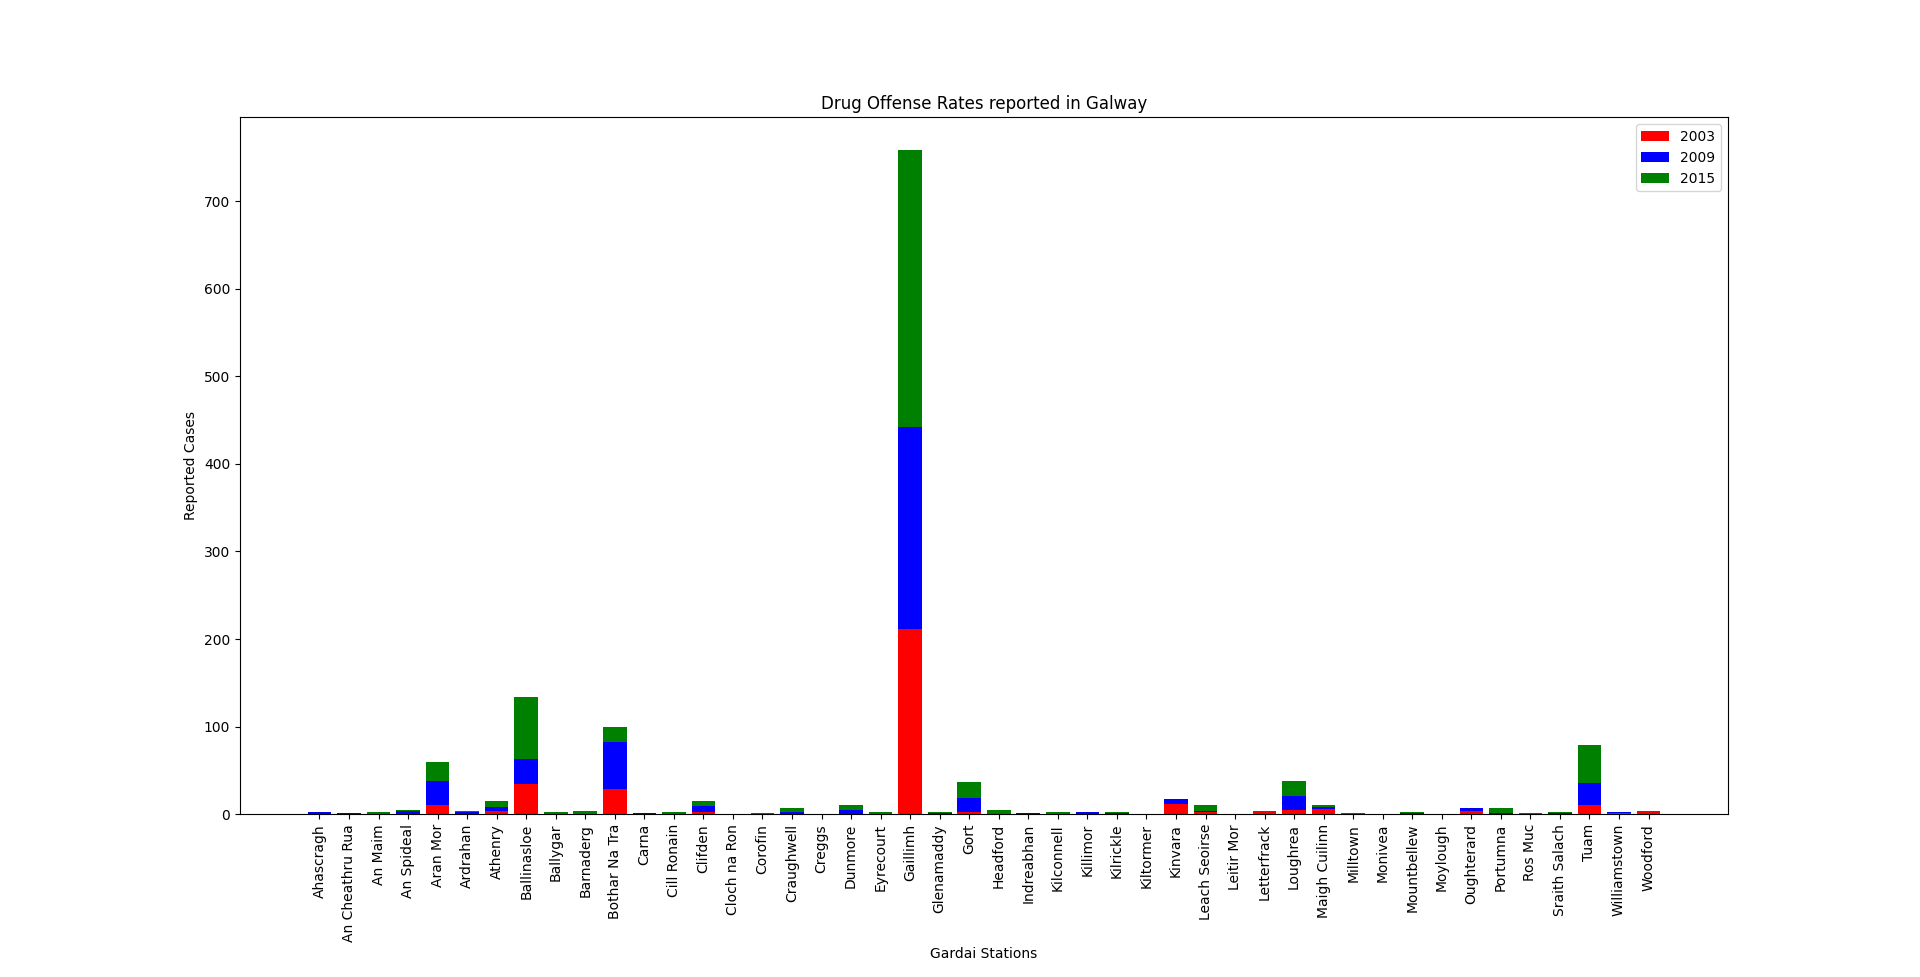 Drug Offense Rates reported in Galway
2003
2009
2015
Reported Cases
700
600
500
400
300
200
100
0
Ahascragh
An Cheathru Rua
An Maim
An Spideal
Aran Mor
Ardrahan
Athenry
Ballinasloe
Ballygar
Barnaderg
Bothar Na Tra
Carna
Cill Ronain
Clifden
Cloch na Ron
Corofin
Craughwell
Creggs
Dunmore
Eyrecourt
Gaillimh
Glenamaddy
Gort
Headford
Indreabhan
Kilconnell
Killimor
Kilrickle
Kiltormer
Kinvara
Leach Seoirse
Leitir Mor
Letterfrack
Loughrea
Maigh Cuilinn
Milltown
Monivea
Mountbellew
Moylough
Oughterard
Portumna
Ros Muc
Sraith Salach
Tuam
Williamstown
Woodford
Gardai Stations